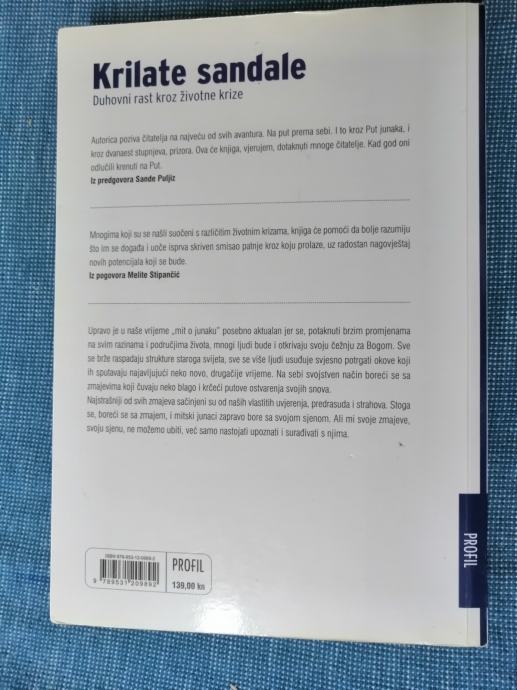 Krilate sandale
Duhovni rast kroz životne krize
Autorica poziva čitatelja na najveću od svih avantura. Na put prema sebi. I to kroz Put junaka, i
kroz dvanaest stupnjeva, prizora. Ova će knjiga, vjerujem, dotaknuti mnoge čitatelje. Kad god oni
odlučili krenuti na Put.
Iz predgovora Sande Puljiz
Mnogima koji su se našli suočeni s različitim životnim krizama, knjiga će pomoći da bolje razumiju
što im se događa i uoče isprva skriven smisao patnje kroz koju prolaze, uz radostan nagovještaj
novih potencijala koji se bude.
Iz pogovora Melite Stipančić
Upravo je u naše vrijeme „mit o junaku" posebno aktualan jer se, potaknuti brzim promjenama
na svim razinama i područjima života, mnogi ljudi bude i otkrivaju svoju čežnju za Bogom. Sve
se brže raspadaju strukture staroga svijeta, sve se više ljudi usuđuje svjesno potrgati okove koji
ih sputavaju najavljujući neko novo, drugačije vrijeme. Na sebi svojstven način boreći se sa
zmajevima koji čuvaju neko blago i krčeći putove ostvarenja svojih snova.
Najstrašniji od svih zmajeva sačinjeni su od naših vlastitih uvjerenja, predrasuda i strahova. Stoga
se, boreći se sa zmajem, i mitski junaci zapravo bore sa svojom sjenom. Ali mi svoje zmajeve,
svoju sjenu, ne možemo ubiti, već samo nastojati upoznati i surađivati s njima.
PROFIL
9 789531 209892
PROFIL
139,00 kn